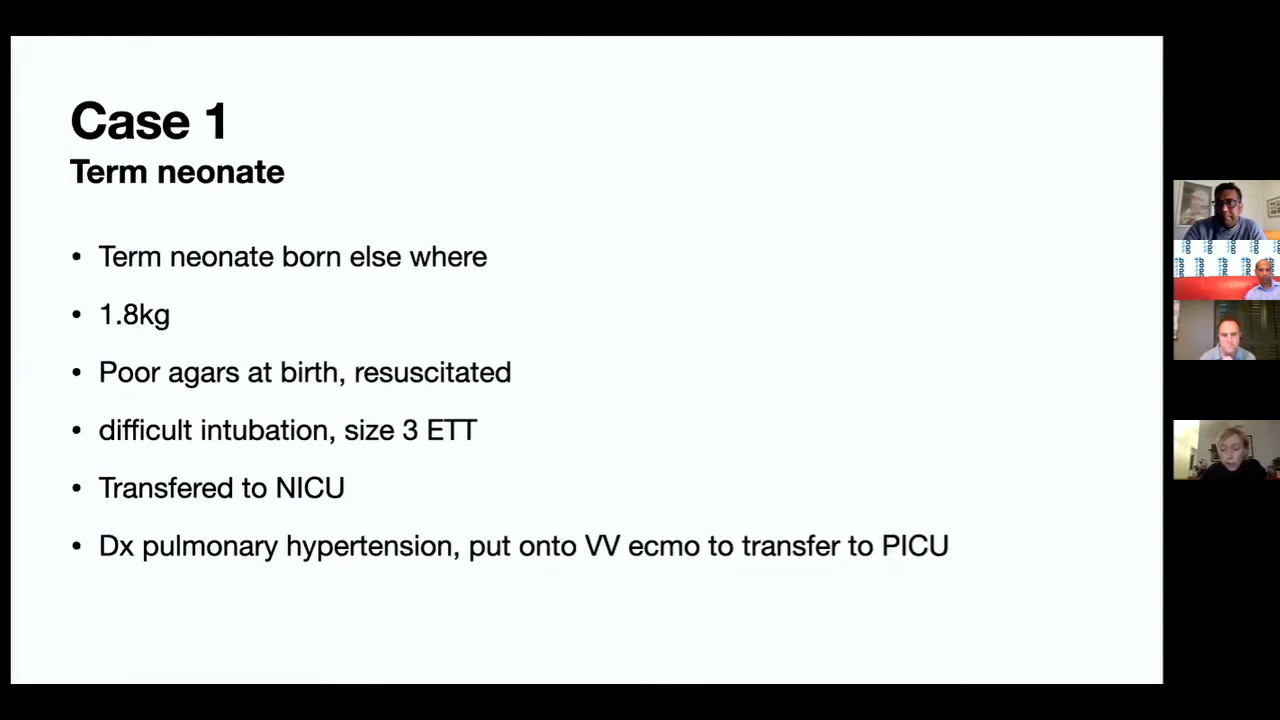 Case 1
Term neonate
• Term neonate born else where
• 1.8kg
• Poor agars at birth, resuscitated
• difficult intubation, size 3 ETT
• Transfered to NICU
• Dx pulmonary hypertension, put onto VV ecmo to transfer to PICU